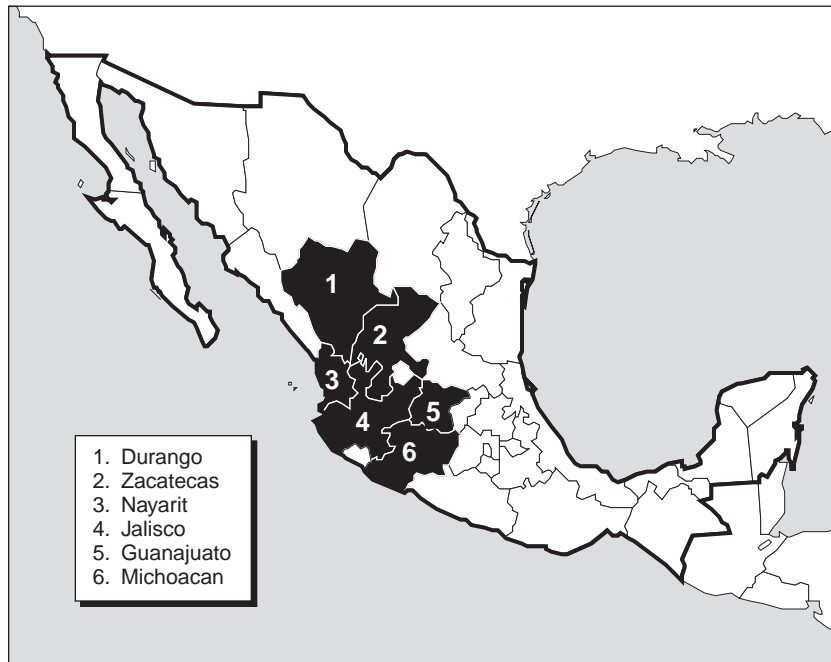 1
2
3
4
5
6
1. Durango
2. Zacatecas
3. Nayarit
4. Jalisco
5. Guanajuato
6. Michoacan